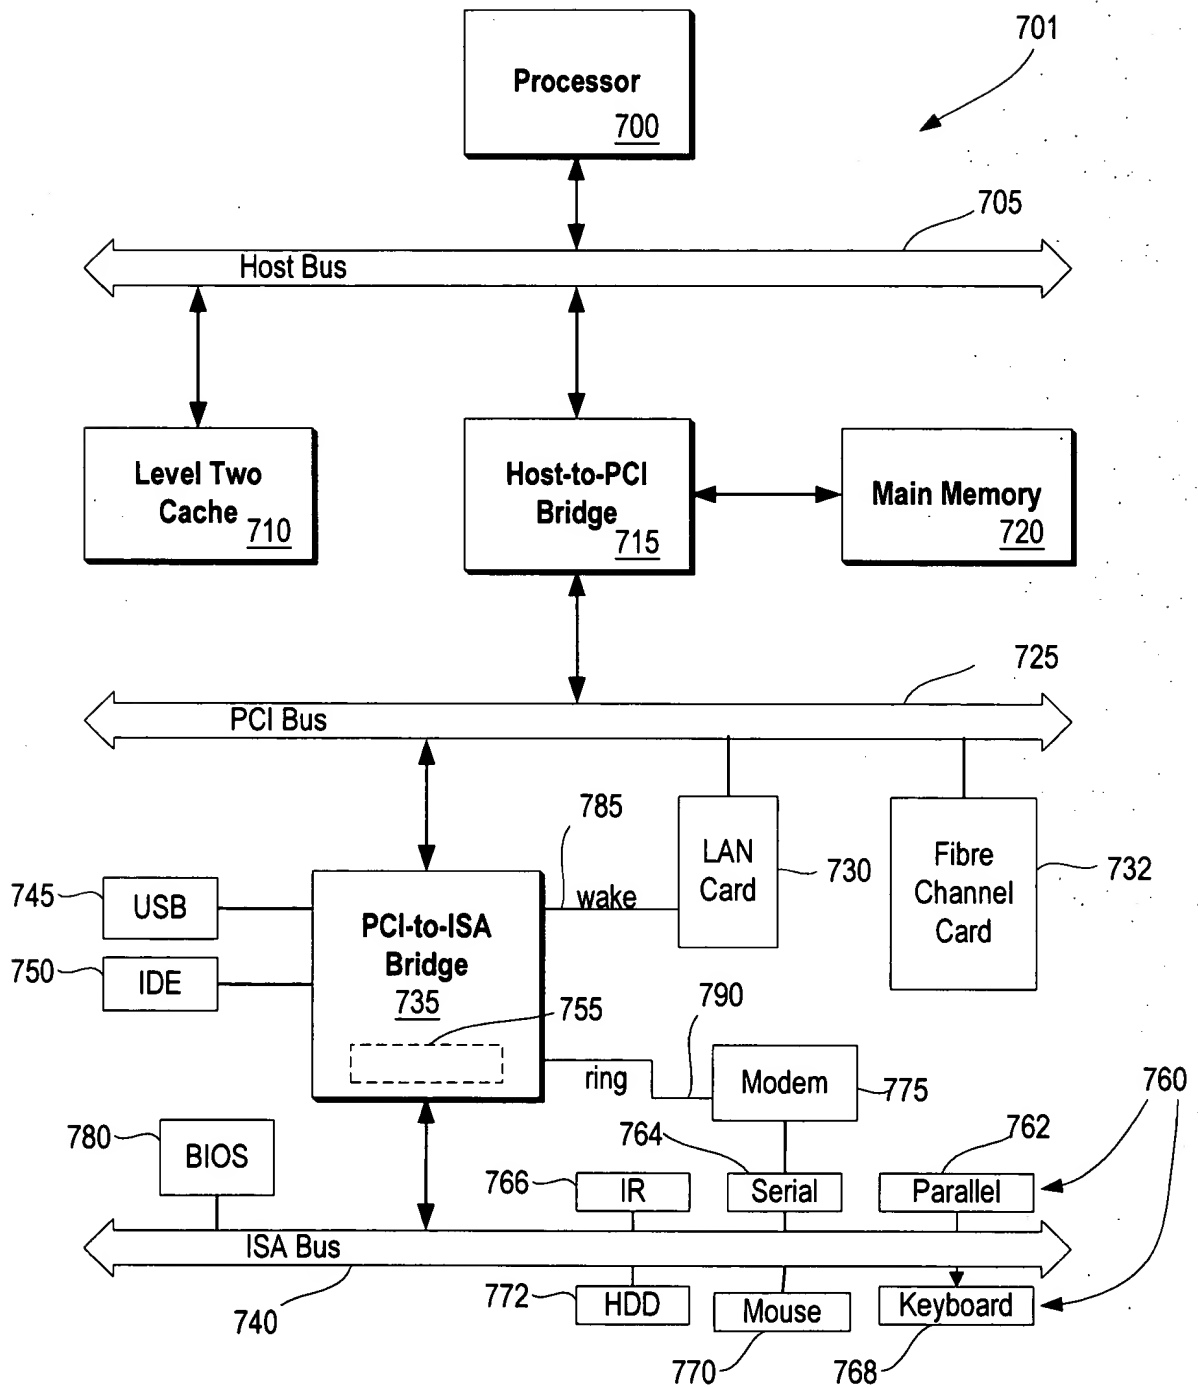 701
Processor
700
705
Host Bus
Level Two
Cache
710
Host-to-PCI
Bridge
715
Main Memory
720
725
PCI Bus
785
LAN
Card
730
Fibre
Channel
Card
732
745
USB
wake
PCI-to-ISA
Bridge
735
750
IDE
755
790
ring
Modem
775
760
780
BIOS
764
762
766
IR
Serial
Parallel
ISA Bus
740
772
HDD
Mouse
770
Keyboard
768